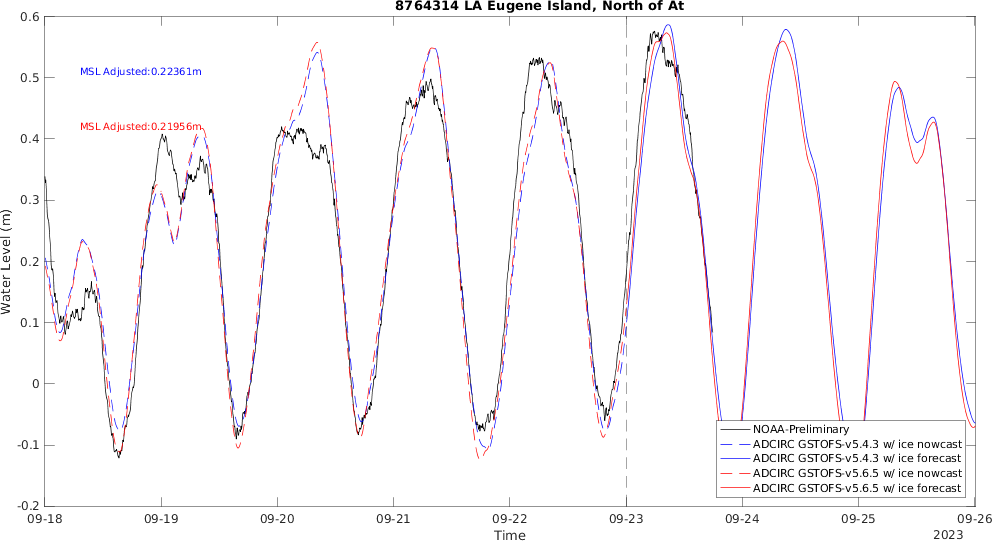 8764314 LA Eugene Island, North of At
Water Level (m)
0.6
0.5
0.4
0.3
0.2
0.1
0
-0.1
-0.2
MSL Adjusted:0.22361m
MSL Adjusted:0.21956m
NOAA-Preliminary
ADCIRC GSTOFS-v5.4.3 w/ ice nowcast
ADCIRC GSTOFS-v5.4.3 w/ ice forecast
ADCIRC GSTOFS-v5.6.5 w/ ice nowcast
ADCIRC GSTOFS-v5.6.5 w/ ice forecast
09-18 09-19 09-20 09-21 09-22 09-23 09-24 09-25 09-26
Time
2023